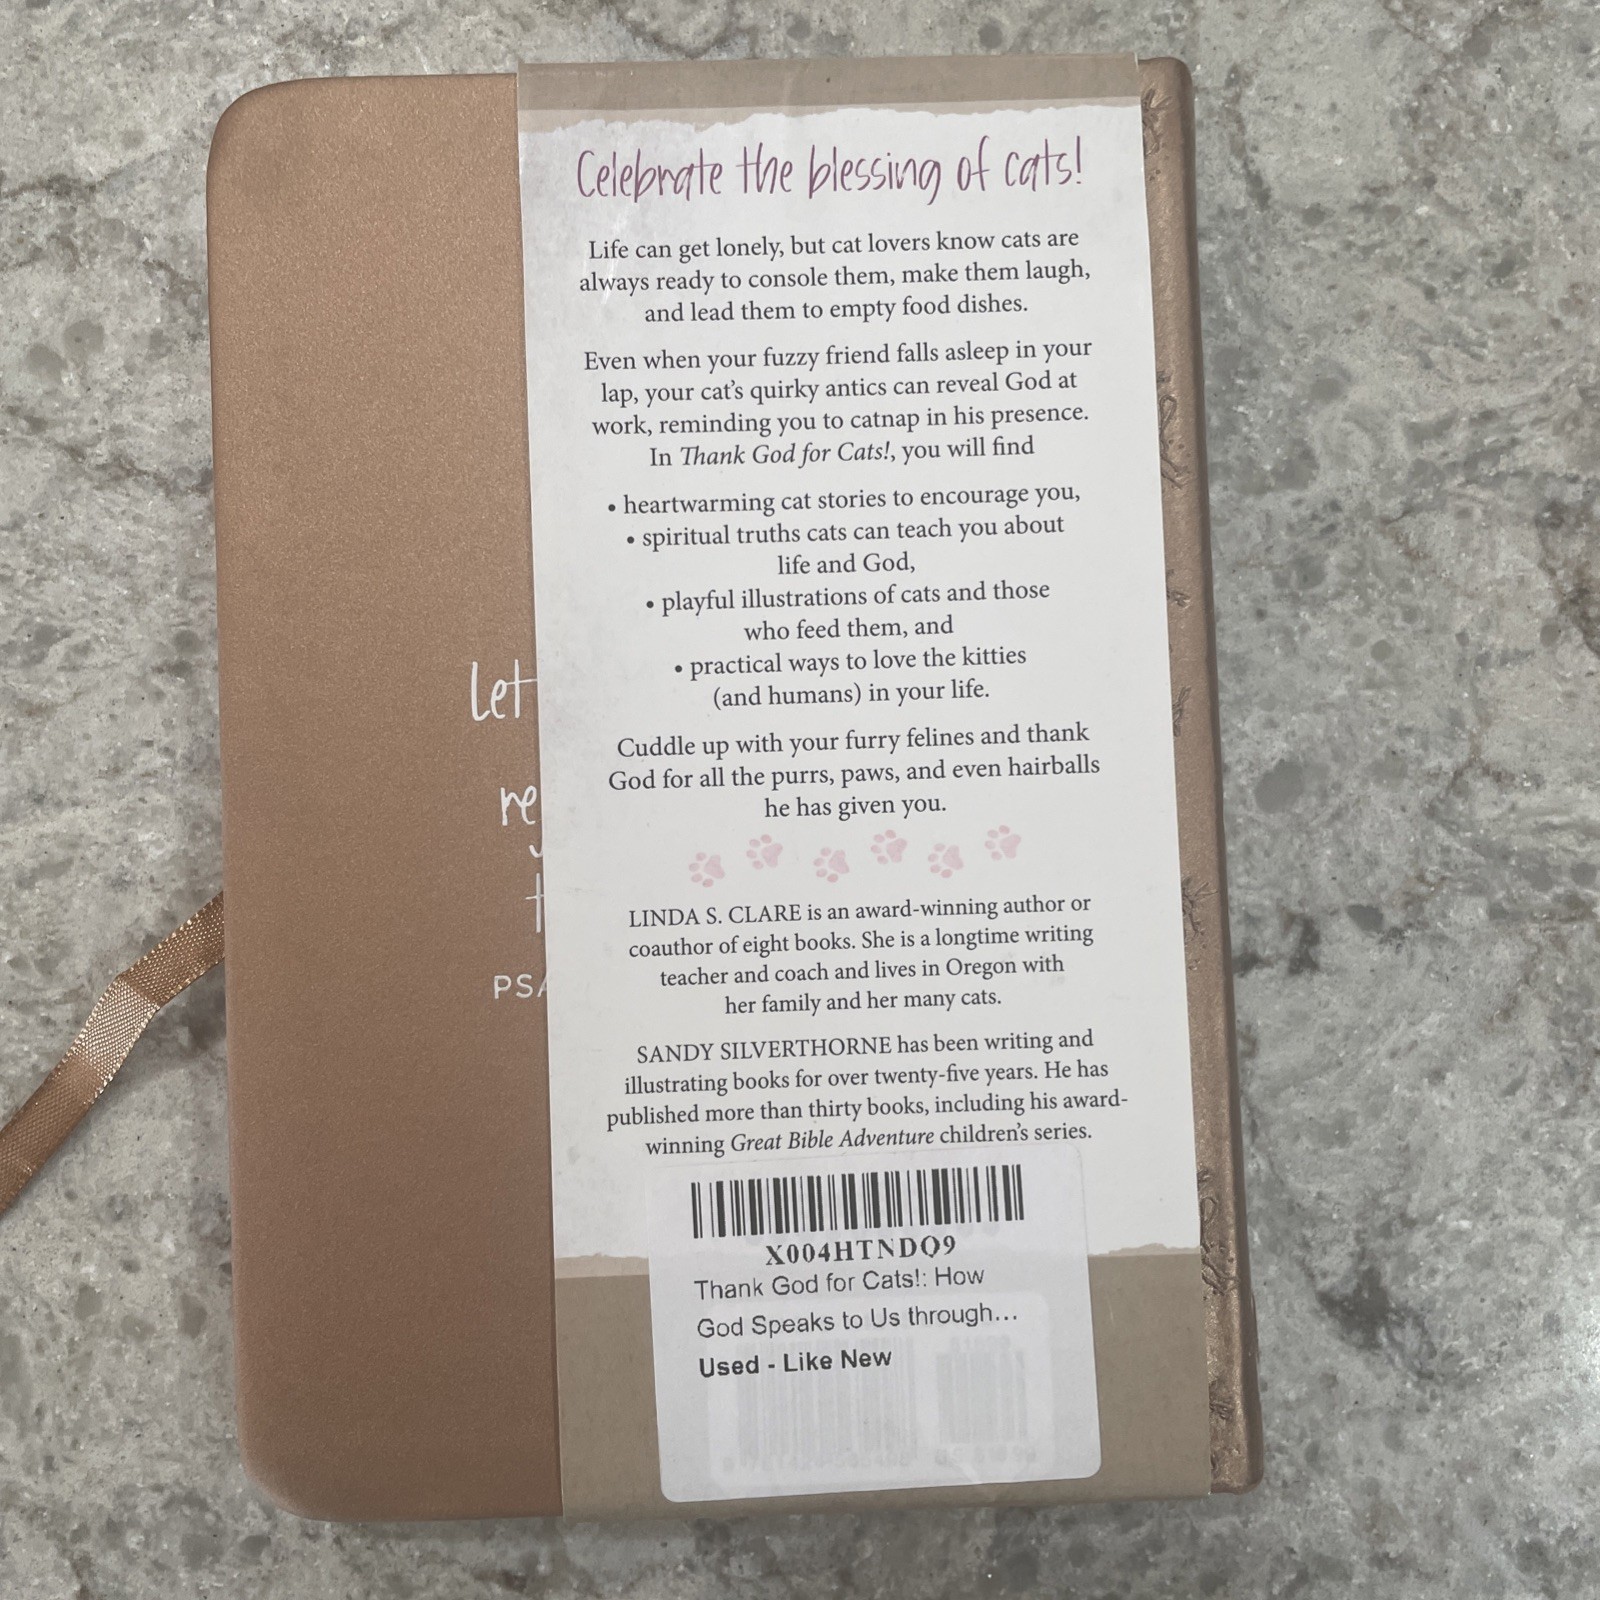 Celebrate the blessing of cats!
Life can get lonely, but cat lovers know cats are
always ready to console them, make them laugh,
and lead them to empty food dishes.
Even when your fuzzy friend falls asleep in your
lap, your cat's quirky antics can reveal God at
work, reminding you to catnap in his presence.
In Thank God for Cats!, you will find
• heartwarming cat stories to encourage you,
• spiritual truths cats can teach you about
life and God,
• playful illustrations of cats and those
who feed them, and
• practical ways to love the kitties
(and humans) in your life.
Cuddle up with your furry felines and thank
God for all the purrs, paws, and even hairballs
he has given you.
LINDA S. CLARE is an award-winning author or
coauthor of eight books. She is a longtime writing
teacher and coach and lives in Oregon with
her family and her many cats.
SANDY SILVERTHORNE has been writing and
illustrating books for over twenty-five years. He has
published more than thirty books, including his award-
winning Great Bible Adventure children's series.
Let
re
PSA
X004HTNDQ9
Thank God for Cats!: How
God Speaks to Us through...
Used - Like New